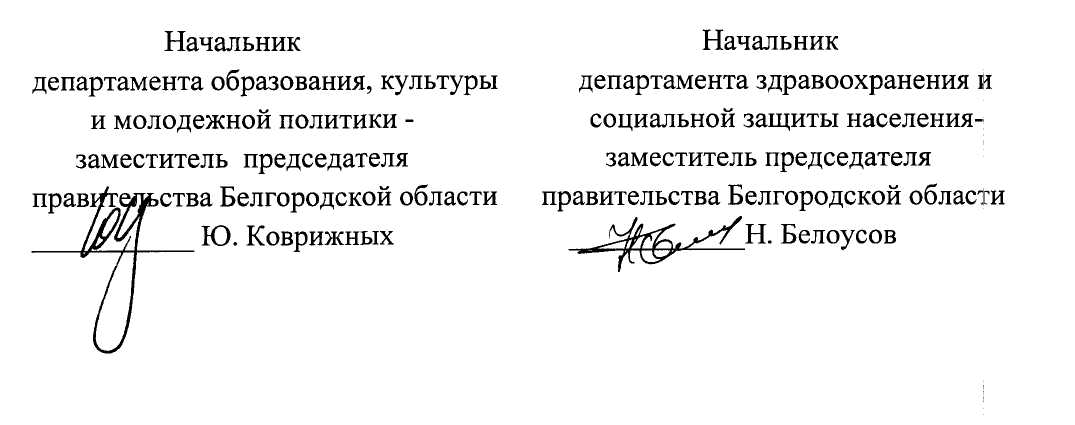 Начальник
департамента образования, культуры
и молодежной политики -
заместитель председателя
правительства Белгородской области
Ю. Коврижных
Начальник
департамента здравоохранения и
социальной защиты населения-
заместитель председателя
правительства Белгородской области
Н. Белоусов